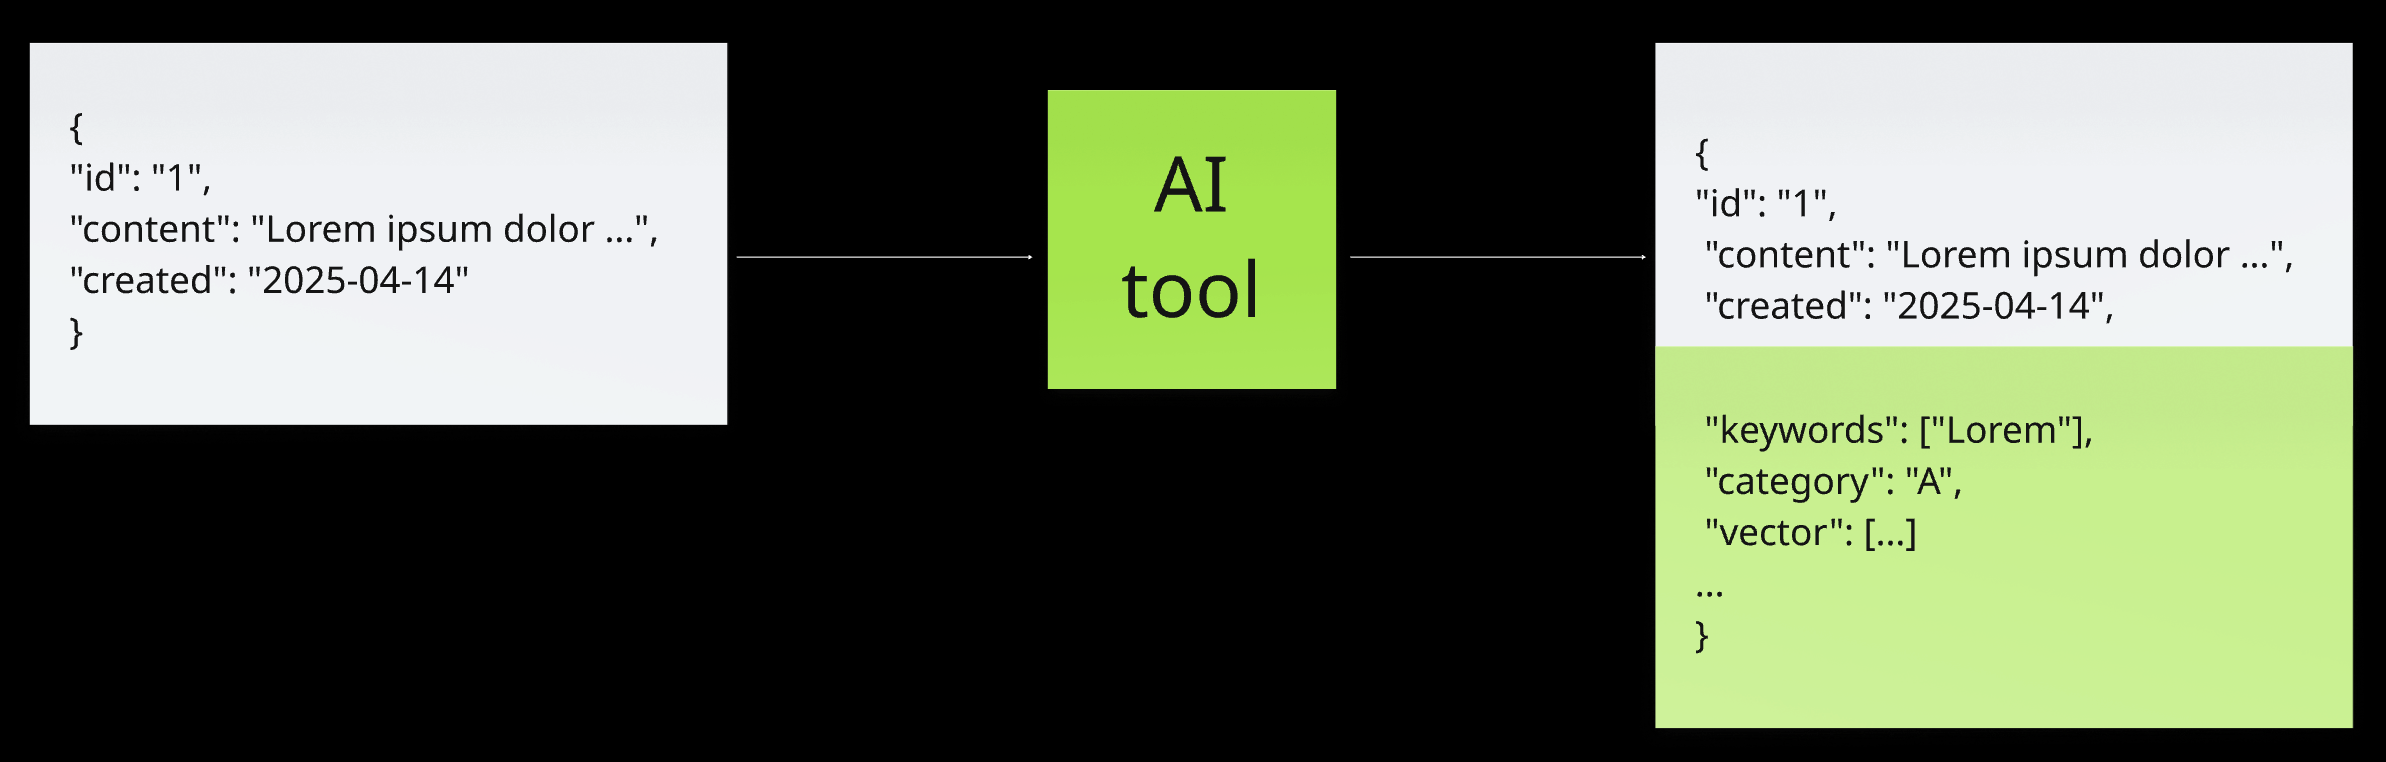 {
"id": "1",
"content": "Lorem ipsum dolor ...",
"created": "2025-04-14"
}
AI
tool
{
"id": "1",
"content": "Lorem ipsum dolor ...",
"created": "2025-04-14",
"keywords": ["Lorem"],
"category": "A",
"vector": [...]
...
}